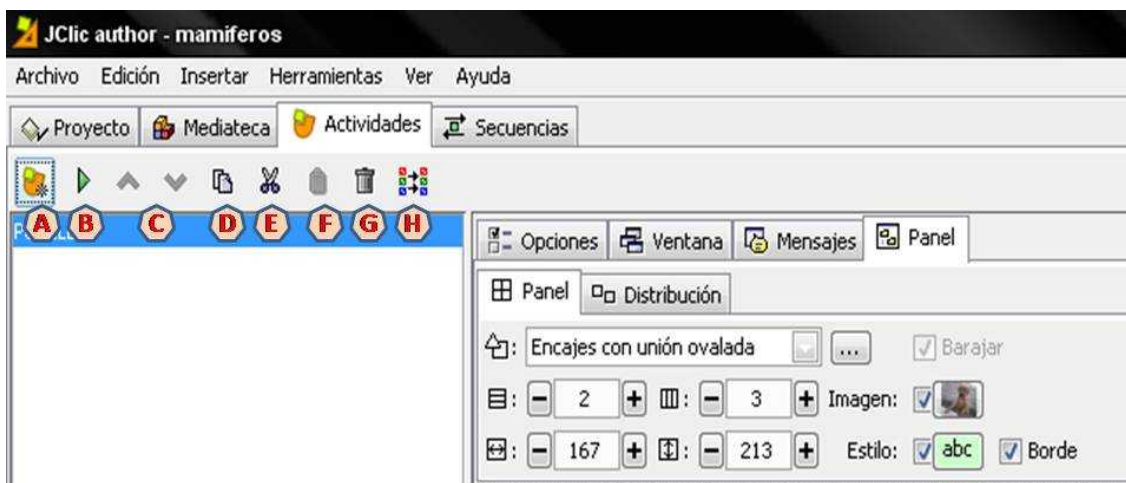 JClic author - mamiferos
Archivo Edición Insertar Herramientas Ver Ayuda
Proyecto Mediateca Actividades Secuencias
A B C D E F G H
Opciones Ventana Mensajes Panel
Panel Distribución
: Encajes con unión ovalada ... Barajar
: - 2 + : - 3 + Imagen:
: - 167 + : - 213 + Estilo: abc Borde